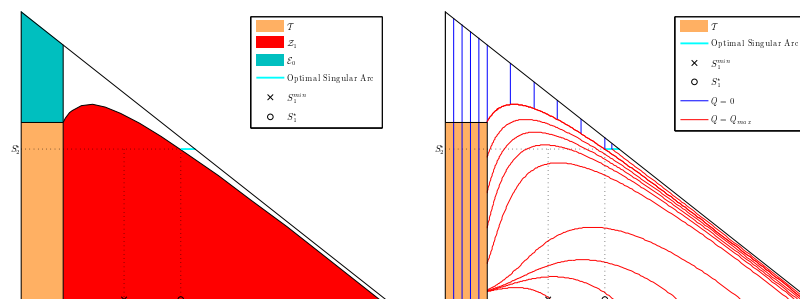 𝒯
𝒵₁
ℰ₀
Optimal Singular Arc
S₁ᵐⁱⁿ
S₁*
S₂*
𝒯
Optimal Singular Arc
S₁ᵐⁱⁿ
S₁*
Q = 0
Q = Qₘₐₓ
S₂*